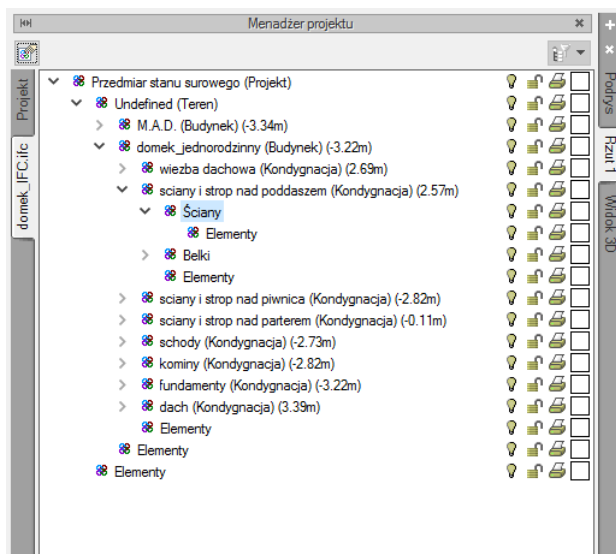 Menadżer projektu
Projekt
domek_IFC.ifc
Przedmiar stanu surowego (Projekt)
Undefined (Teren)
M.A.D. (Budynek) (-3.34m)
domek_jednorodzinny (Budynek) (-3.22m)
wiezba dachowa (Kondygnacja) (2.69m)
sciany i strop nad poddaszem (Kondygnacja) (2.57m)
Ściany
Elementy
Belki
Elementy
sciany i strop nad piwnica (Kondygnacja) (-2.82m)
sciany i strop nad parterem (Kondygnacja) (-0.11m)
schody (Kondygnacja) (-2.73m)
kominy (Kondygnacja) (-2.82m)
fundamenty (Kondygnacja) (-3.22m)
dach (Kondygnacja) (3.39m)
Elementy
Elementy
Elementy
Podrys
Rzut 1
Widok 3D